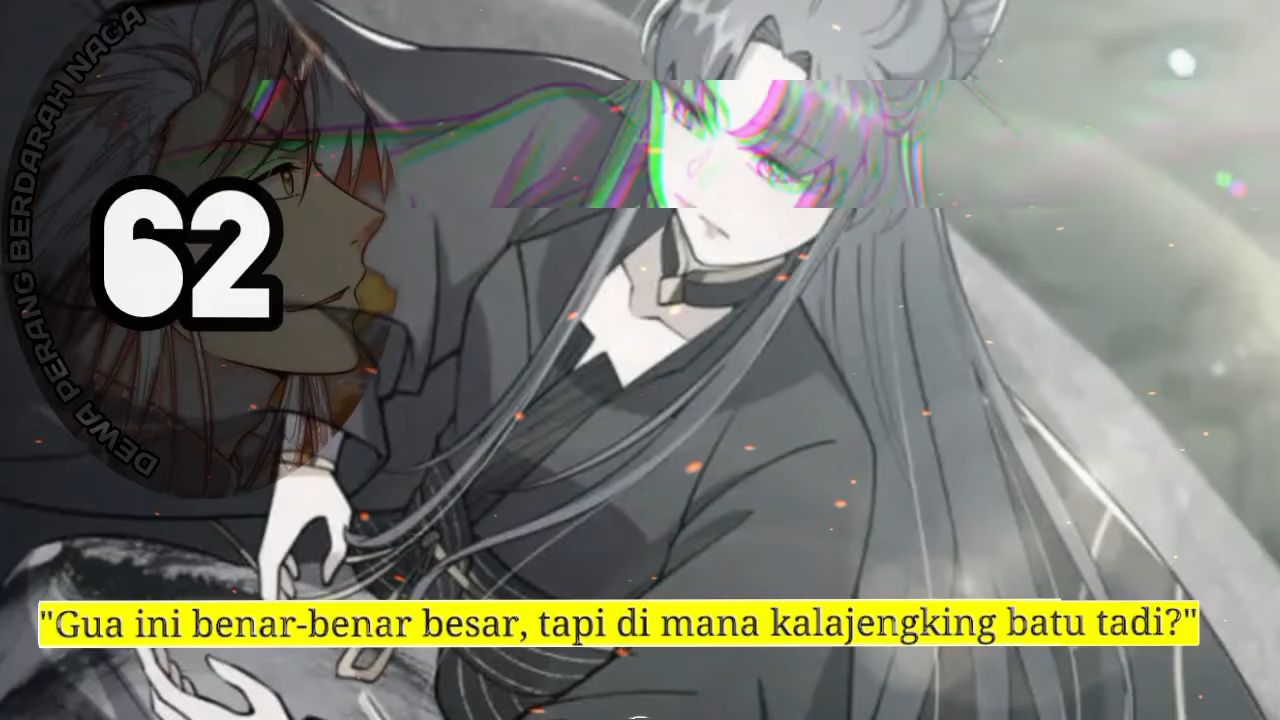 DEWA PERANG BERDARAH NAGA
62
"Gua ini benar-benar besar, tapi di mana kalajengking batu tadi?"